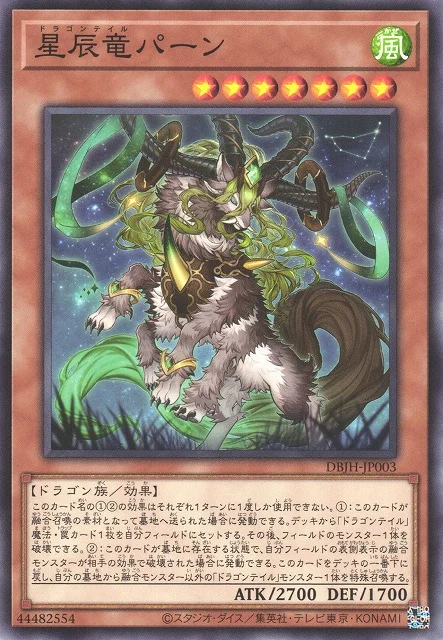 ドラゴンテイル
星辰竜パーン
かぜ
風
DBJH-JP003
【ドラゴン族／効果】
このカード名の①②の効果はそれぞれ1ターンに1度しか使用できない。①：このカードが
融合召喚の素材となって墓地へ送られた場合に発動できる。デッキから「ドラゴンテイル」
魔法・罠カード1枚を自分フィールドにセットする。その後、フィールドのモンスター1体を
破壊できる。②：このカードが墓地に存在する状態で、自分フィールドの表側表示の融合
モンスターが相手の効果で破壊された場合に発動できる。このカードをデッキの一番下に
戻し、自分の墓地から融合モンスター以外の「ドラゴンテイル」モンスター1体を特殊召喚する。
ATK/2700 DEF/1700
44482554
©スタジオ・ダイス／集英社・テレビ東京・KONAMI